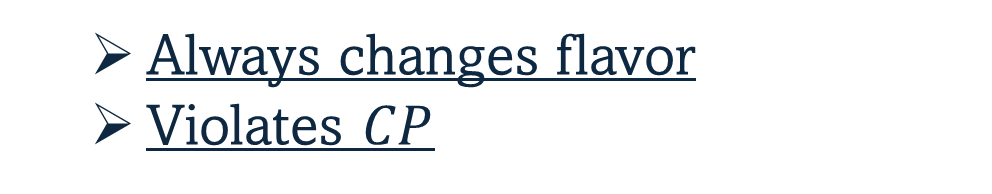 ➢ Always changes flavor
➢ Violates CP